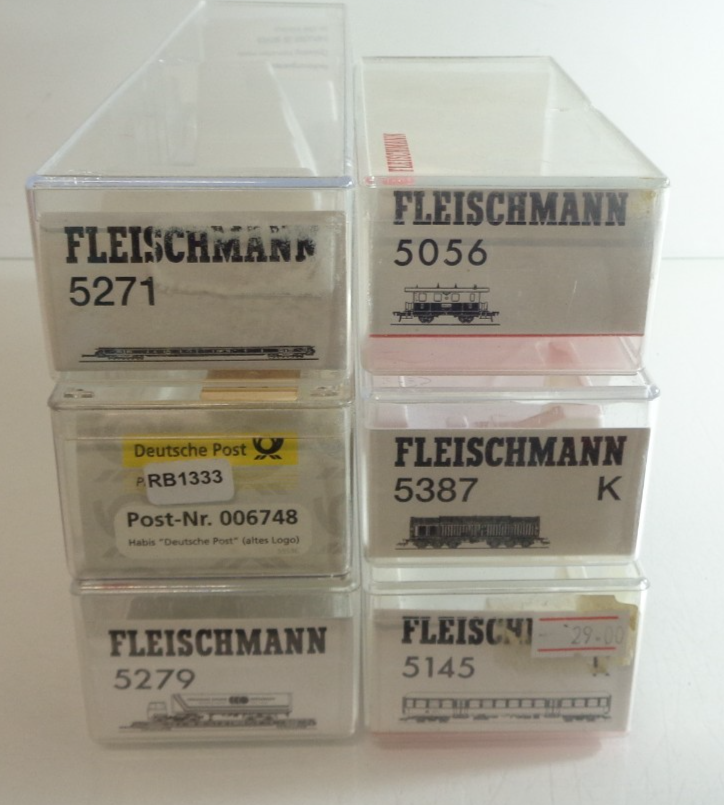 FLEISCHMANN
5271
FLEISCHMANN
FLEISCHMANN
5056
Deutsche Post
RB1333
Post-Nr. 006748
Habis "Deutsche Post" (altes Logo)
FLEISCHMANN
5387 K
FLEISCHMANN
5279
29.00
5145 K